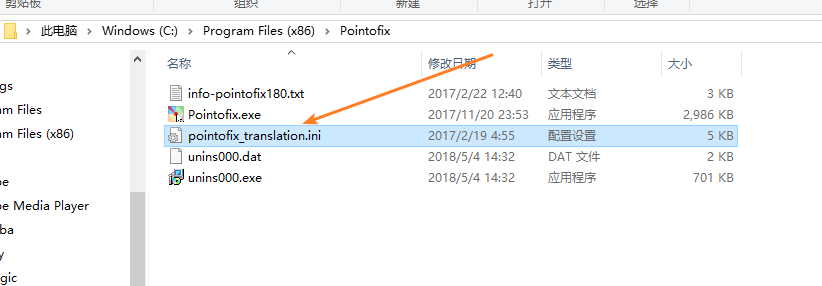 剪贴板 组织 新建 打开 选择
此电脑 Windows (C:) Program Files (x86) Pointofix
名称 修改日期 类型 大小
info-pointofix180.txt 2017/2/22 12:40 文本文档 3 KB
Pointofix.exe 2017/11/20 23:53 应用程序 2,986 KB
pointofix_translation.ini 2017/2/19 4:55 配置设置 5 KB
unins000.dat 2018/5/4 14:32 DAT 文件 2 KB
unins000.exe 2018/5/4 14:32 应用程序 701 KB
gs
am Files
am Files (x86)
pe
pe Media Player
ba
y
gic